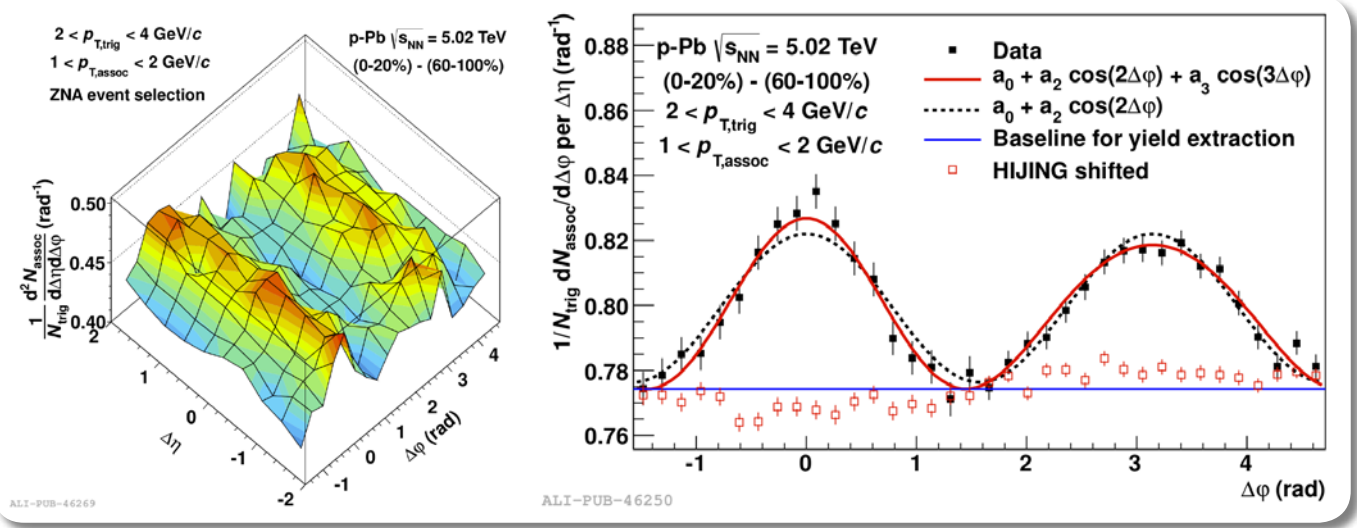 2 < p_T,trig < 4 GeV/c
1 < p_T,assoc < 2 GeV/c
ZNA event selection
p-Pb √s_NN = 5.02 TeV
(0-20%) - (60-100%)
1/N_trig d²N_assoc/dΔηdΔφ (rad⁻¹)
0.50
0.45
0.40
2
1
0
-1
-2
Δη
-1
0
1
2
3
4
Δφ (rad)
ALI-PUB-46269
1/N_trig dN_assoc/dΔφ per Δη (rad⁻¹)
0.88
0.86
0.84
0.82
0.80
0.78
0.76
p-Pb √s_NN = 5.02 TeV
(0-20%) - (60-100%)
2 < p_T,trig < 4 GeV/c
1 < p_T,assoc < 2 GeV/c
Data
a₀ + a₂ cos(2Δφ) + a₃ cos(3Δφ)
a₀ + a₂ cos(2Δφ)
Baseline for yield extraction
HIJING shifted
-1 0 1 2 3 4
Δφ (rad)
ALI-PUB-46250